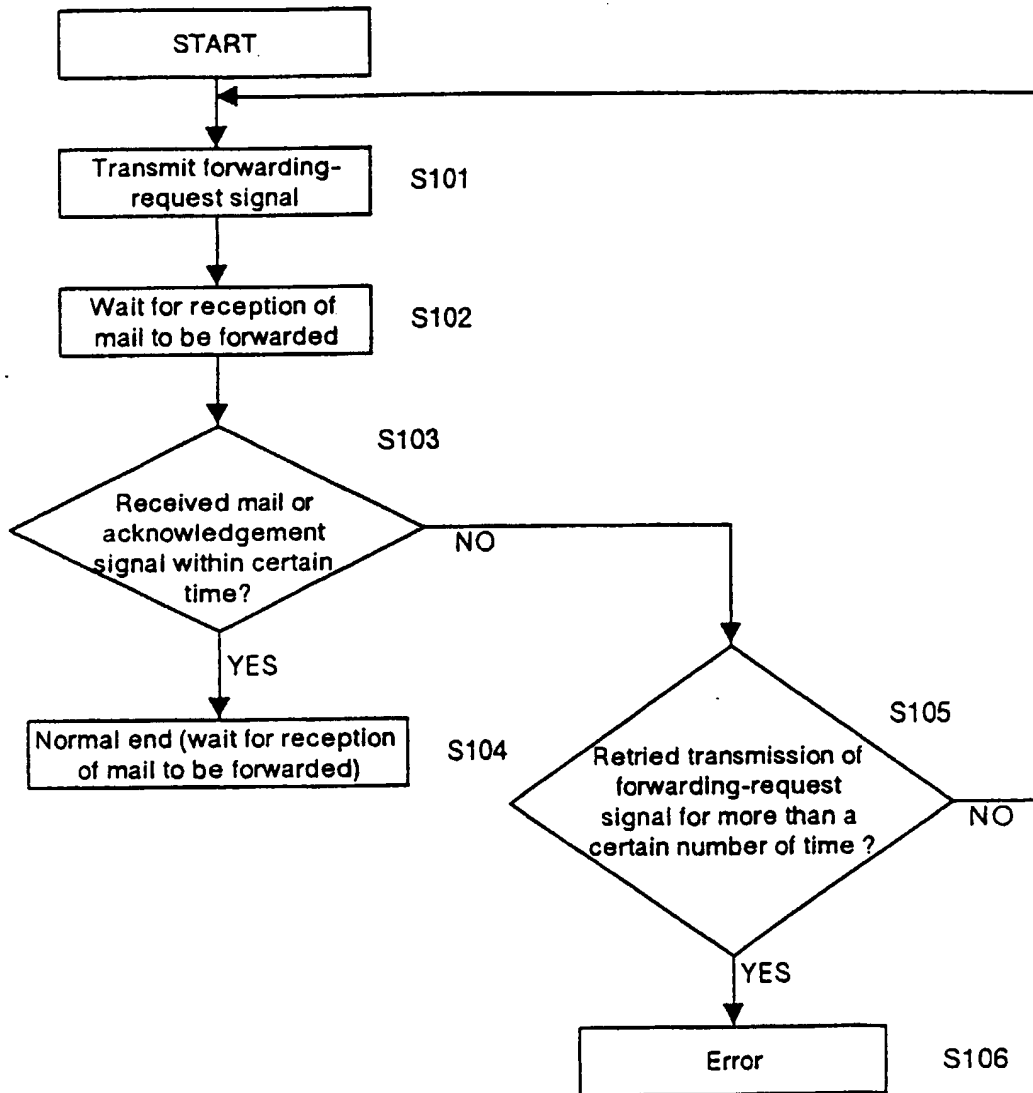 START
Transmit forwarding-
request signal
S101
Wait for reception of
mail to be forwarded
S102
S103
Received mail or
acknowledgement
signal within certain
time?
NO
YES
Normal end (wait for reception
of mail to be forwarded)
S104
S105
Retried transmission of
forwarding-request
signal for more than a
certain number of time ?
NO
YES
Error
S106